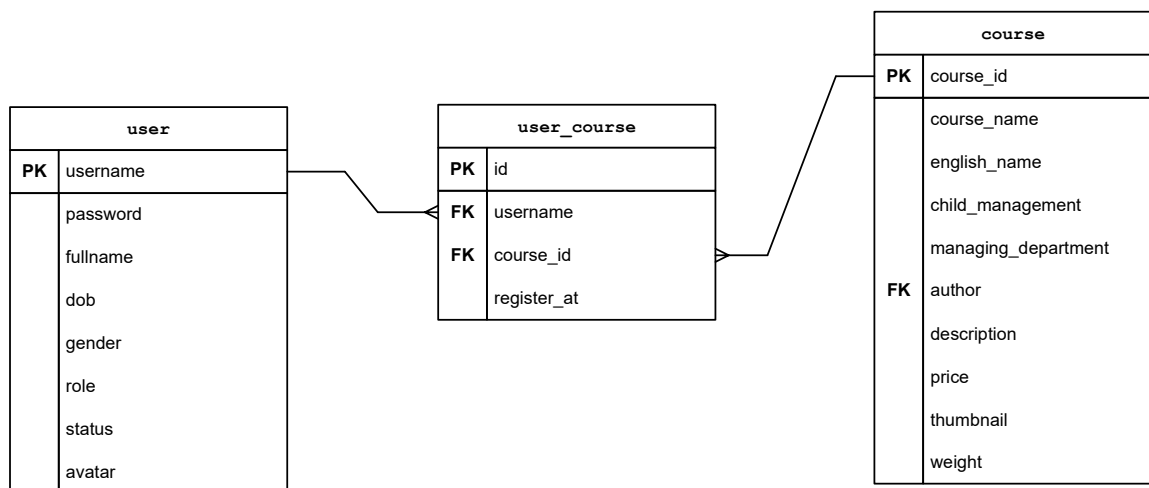 user
PK username
password
fullname
dob
gender
role
status
avatar
user_course
PK id
FK username
FK course_id
register_at
course
PK course_id
course_name
english_name
child_management
managing_department
FK author
description
price
thumbnail
weight